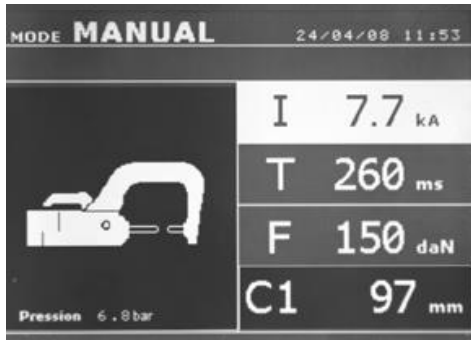 MODE MANUAL 24/04/08 11:53
I 7.7 kA
T 260 ms
F 150 daN
C1 97 mm
Pression 6.8bar